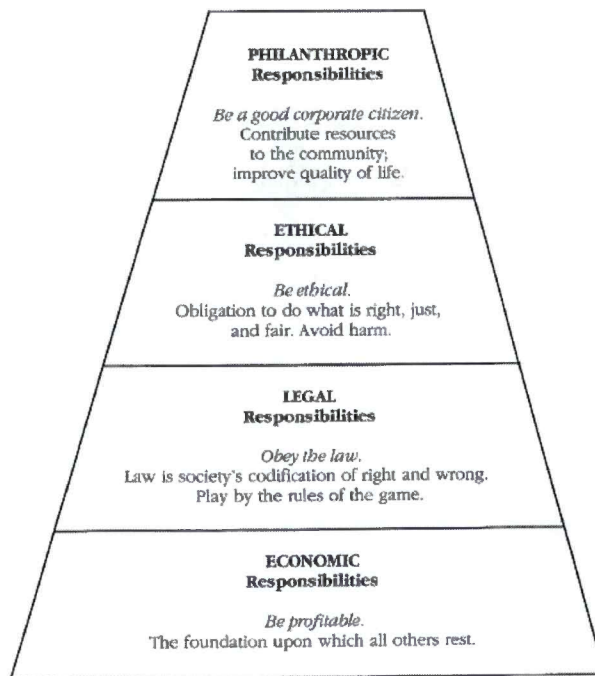 PHILANTHROPIC
Responsibilities
Be a good corporate citizen.
Contribute resources
to the community;
improve quality of life.
ETHICAL
Responsibilities
Be ethical.
Obligation to do what is right, just,
and fair. Avoid harm.
LEGAL
Responsibilities
Obey the law.
Law is society's codification of right and wrong.
Play by the rules of the game.
ECONOMIC
Responsibilities
Be profitable.
The foundation upon which all others rest.